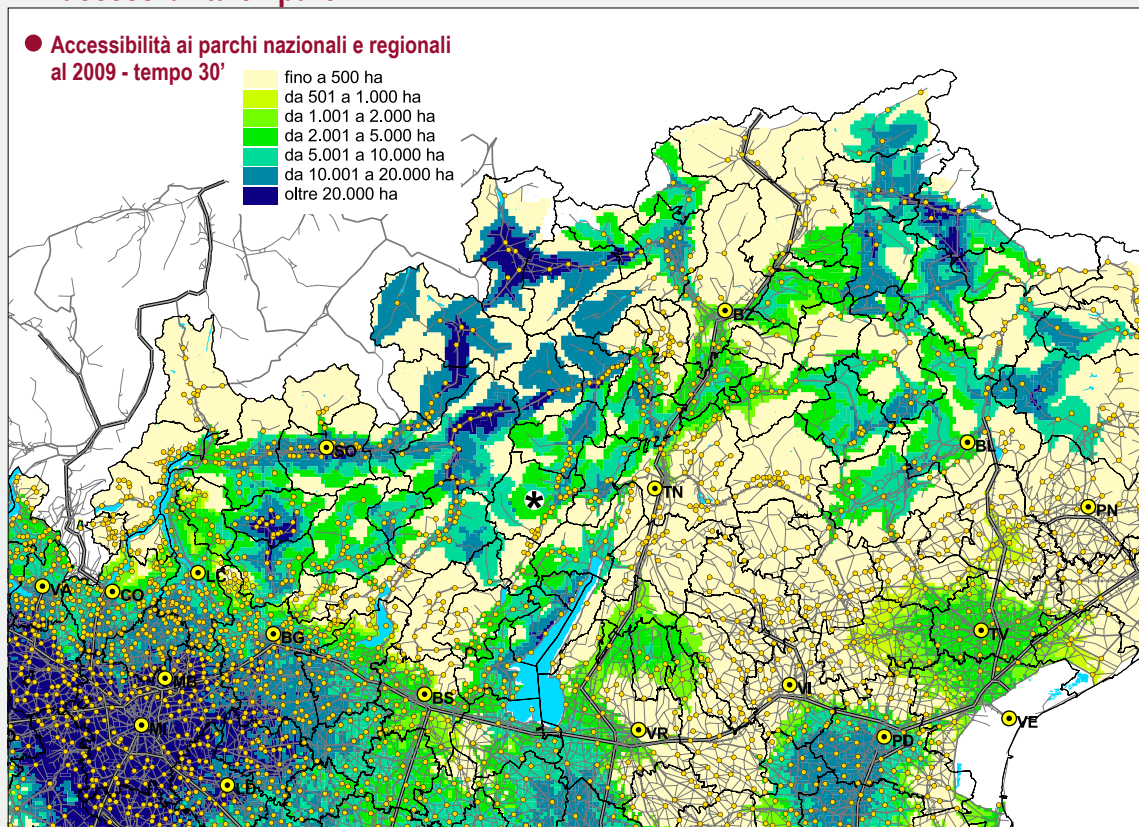 Accessibilità ai parchi nazionali e regionali
al 2009 - tempo 30'
fino a 500 ha
da 501 a 1.000 ha
da 1.001 a 2.000 ha
da 2.001 a 5.000 ha
da 5.001 a 10.000 ha
da 10.001 a 20.000 ha
oltre 20.000 ha
BZ
SO
BL
*
TN
PN
LC
VA
CO
BG
TV
MB
VI
BS
VE
MI
VR
PD
LO